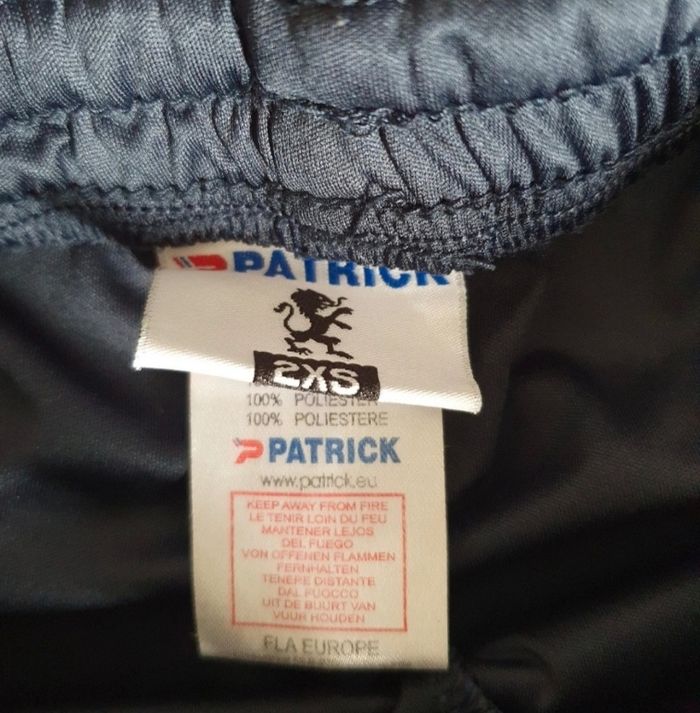 PATRICK
2XS
100% POLIESTER
100% POLIESTERE
PATRICK
www.patrick.eu
KEEP AWAY FROM FIRE
LE TENIR LOIN DU FEU
MANTENER LEJOS
DEL FUEGO
VON OFFENEN FLAMMEN
FERNHALTEN
TENERE DISTANTE
DAL FUOCCO
UIT DE BUURT VAN
VUUR HOUDEN
FLA EUROPE